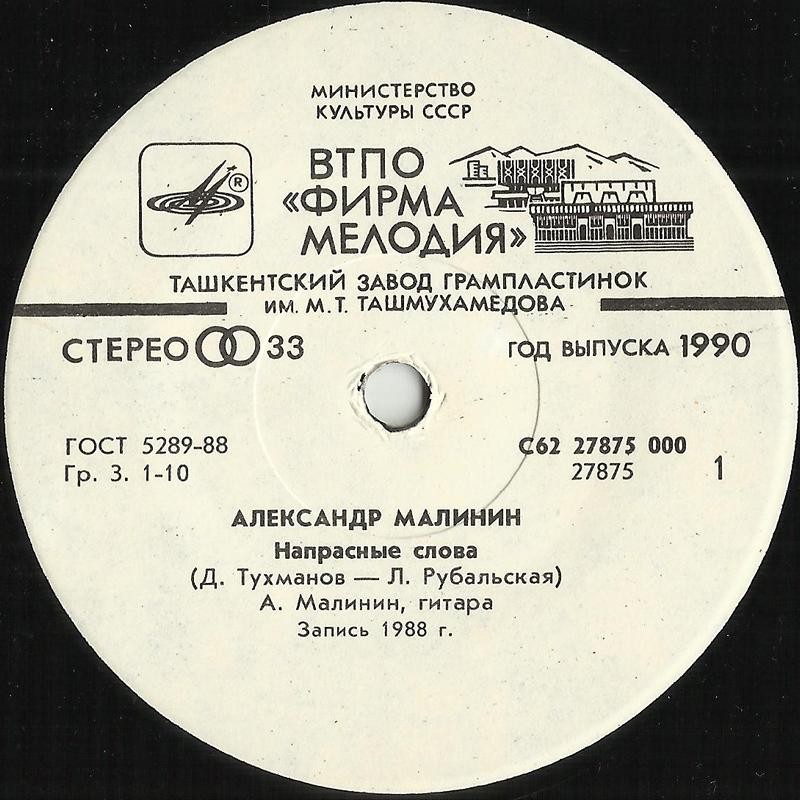 МИНИСТЕРСТВО
КУЛЬТУРЫ СССР
ВТПО
«ФИРМА
МЕЛОДИЯ»
®
ТАШКЕНТСКИЙ ЗАВОД ГРАМПЛАСТИНОК
ИМ. М.Т. ТАШМУХАМЕДОВА
СТЕРЕО 33
ГОД ВЫПУСКА 1990
ГОСТ 5289-88
Гр. 3. 1-10
С62 27875 000
27875 1
АЛЕКСАНДР МАЛИНИН
Напрасные слова
(Д. Тухманов — Л. Рубальская)
А. Малинин, гитара
Запись 1988 г.